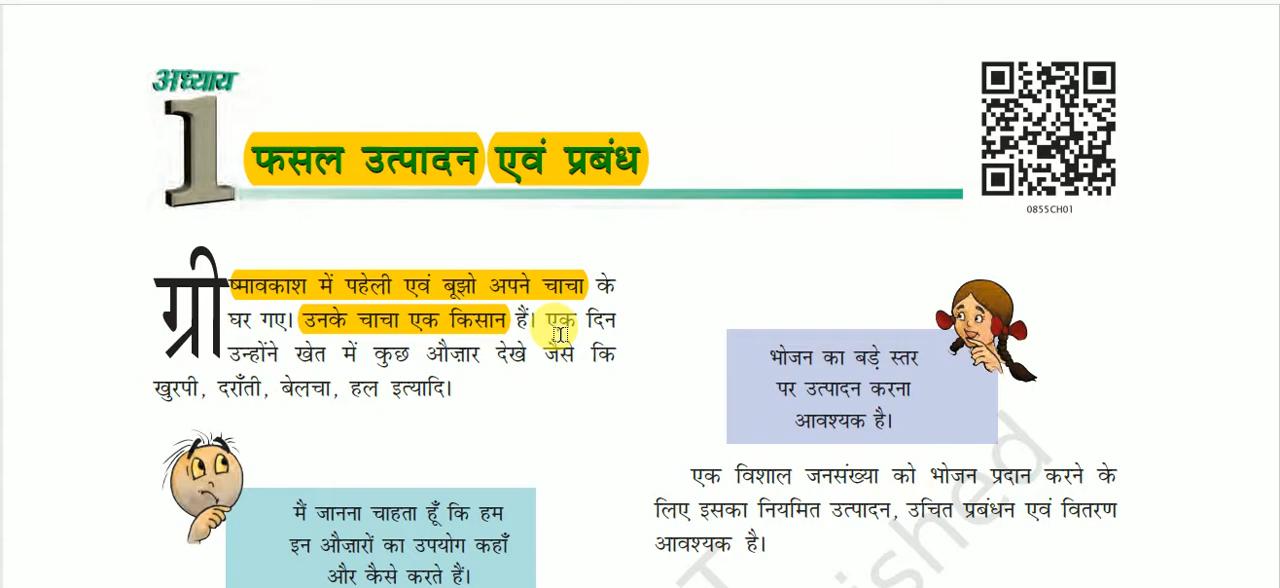 अध्याय
1
फसल उत्पादन एवं प्रबंध
0855CH01
ग्रीष्मावकाश में पहेली एवं बूझो अपने चाचा के
घर गए। उनके चाचा एक किसान हैं। एक दिन
उन्होंने खेत में कुछ औज़ार देखे जैसे कि
खुरपी, दराँती, बेलचा, हल इत्यादि।
मैं जानना चाहता हूँ कि हम
इन औज़ारों का उपयोग कहाँ
और कैसे करते हैं।
भोजन का बड़े स्तर
पर उत्पादन करना
आवश्यक है।
एक विशाल जनसंख्या को भोजन प्रदान करने के
लिए इसका नियमित उत्पादन, उचित प्रबंधन एवं वितरण
आवश्यक है।